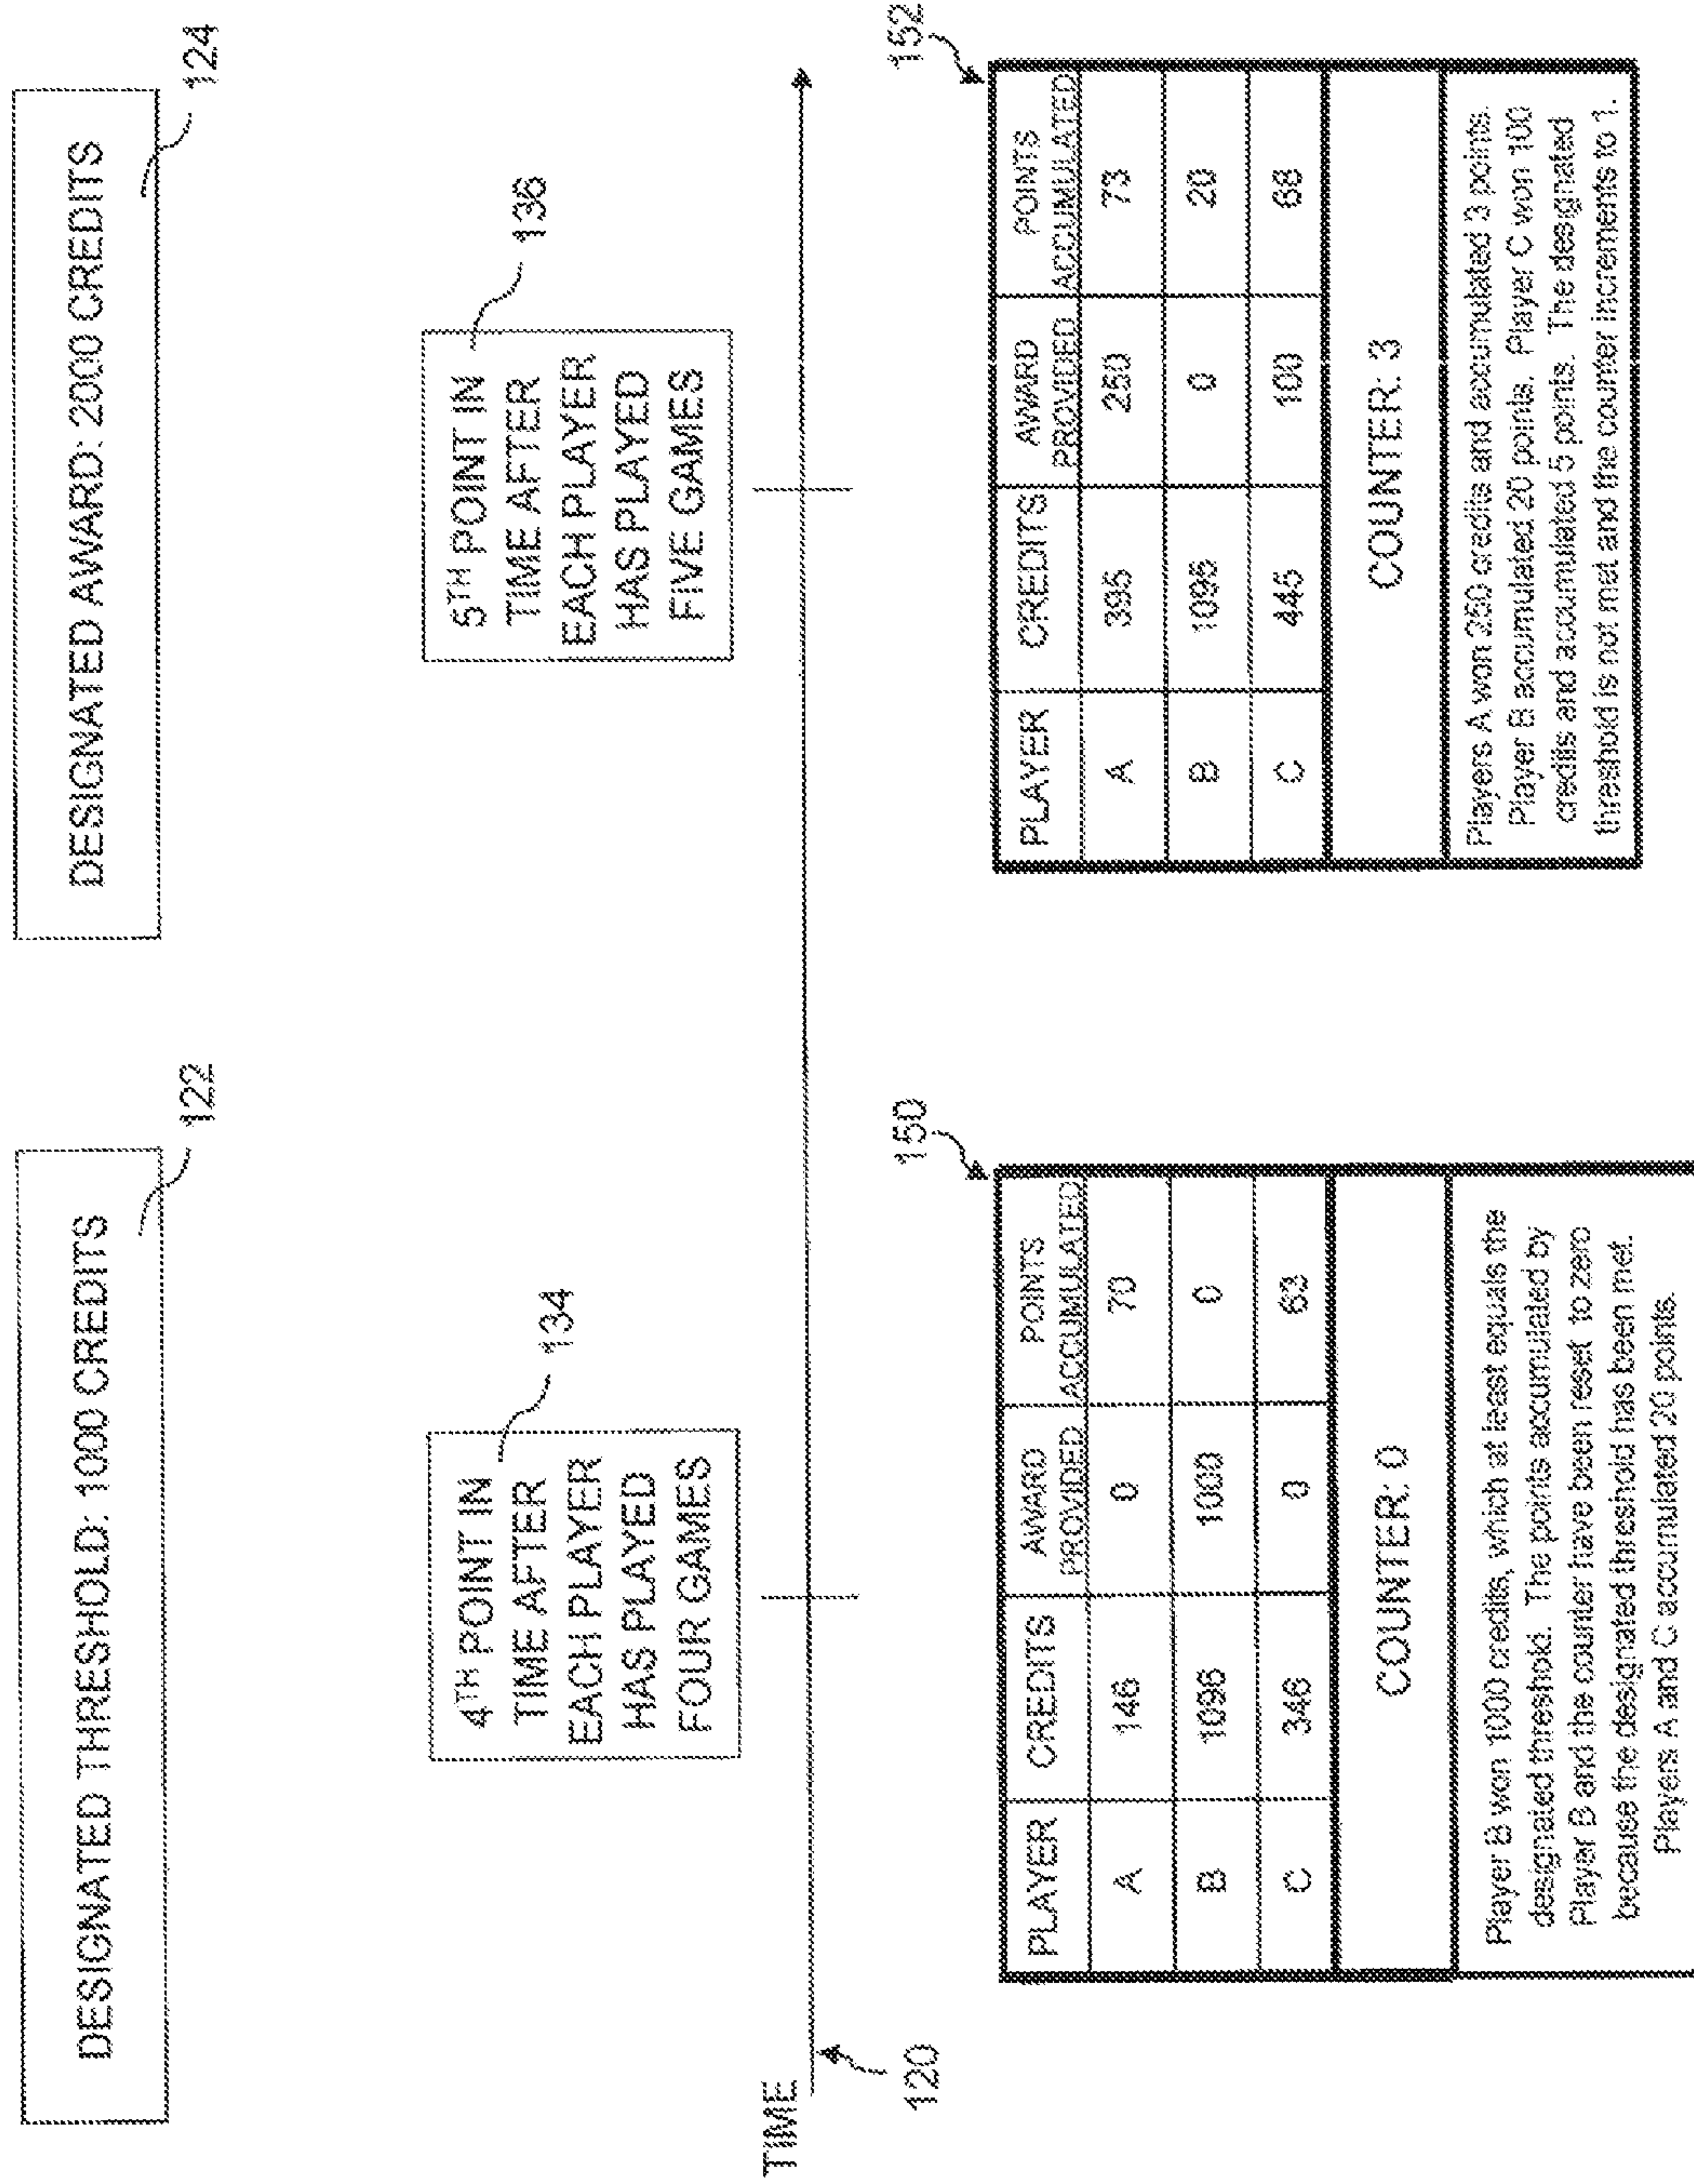 DESIGNATED THRESHOLD: 1000 CREDITS
122
DESIGNATED AWARD: 2000 CREDITS
124
4TH POINT IN
TIME AFTER
EACH PLAYER
HAS PLAYED
FOUR GAMES
134
5TH POINT IN
TIME AFTER
EACH PLAYER
HAS PLAYED
FIVE GAMES
136
TIME
120
150
PLAYER CREDITS AWARD PROVIDED POINTS ACCUMULATED
A 146 0 70
B 1096 1000 0
C 346 0 63
COUNTER: 0
Player B won 1000 credits, which at least equals the
designated threshold. The points accumulated by
Player B and the counter have been reset to zero
because the designated threshold has been met.
Players A and C accumulated 20 points.
152
PLAYER CREDITS AWARD PROVIDED POINTS ACCUMULATED
A 395 250 73
B 1095 0 20
C 445 100 68
COUNTER: 3
Players A won 250 credits and accumulated 3 points.
Player B accumulated 20 points. Player C won 100
credits and accumulated 5 points. The designated
threshold is not met and the counter increments to 1.